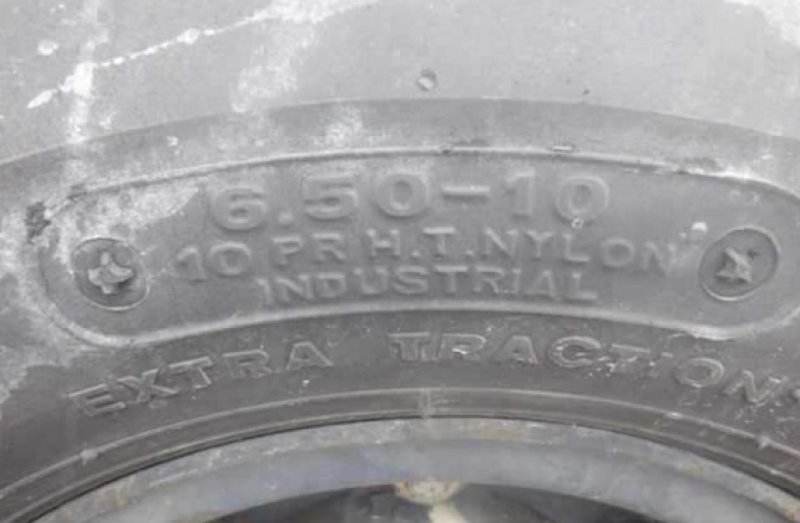 6.50-10
10 PR H.T. NYLON
INDUSTRIAL
EXTRA TRACTION